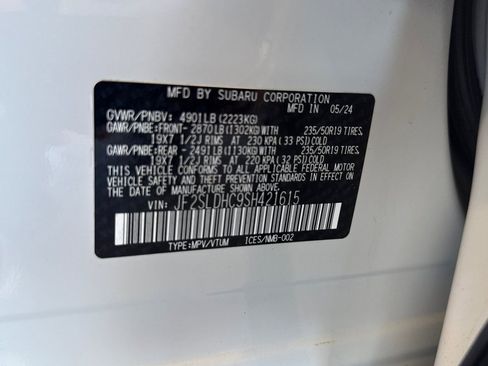 MFD BY SUBARU CORPORATION 05/24
GVWR/PNBV: 4901LB(2223KG)
GAWR/PNBE:FRONT- 2870LB(1302KG)WITH 235/50R19 TIRES,
19X7 1/2J RIMS AT 230 KPA (33 PSI) COLD
GAWR/PNBE:REAR - 2491LB(1130KG)WITH 235/50R19 TIRES,
19X7 1/2J RIMS AT 220 KPA (32 PSI) COLD
THIS VEHICLE CONFORMS TO ALL APPLICABLE FEDERAL MOTOR
VEHICLE SAFETY AND BUMPER STANDARDS IN EFFECT ON
THE DATE OF MANUFACTURE SHOWN ABOVE.
VIN: JF2SLDHC9SH421615
TYPE:MPV/VTUM ICES/NMB-002